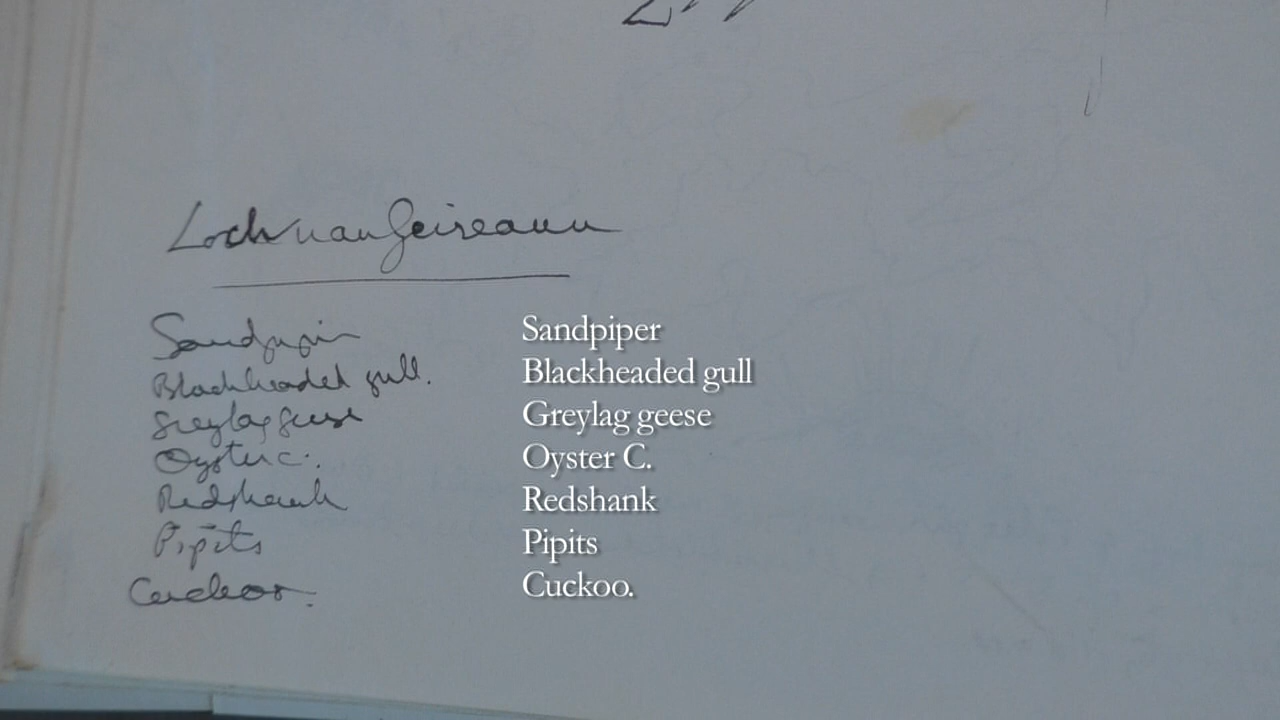 Loch nan Geireann
Sandpiper
Blackheaded gull.
Greylag geese
Oyster C.
Redshank
Pipits
Cuckoo.
Sandpiper
Blackheaded gull
Greylag geese
Oyster C.
Redshank
Pipits
Cuckoo.